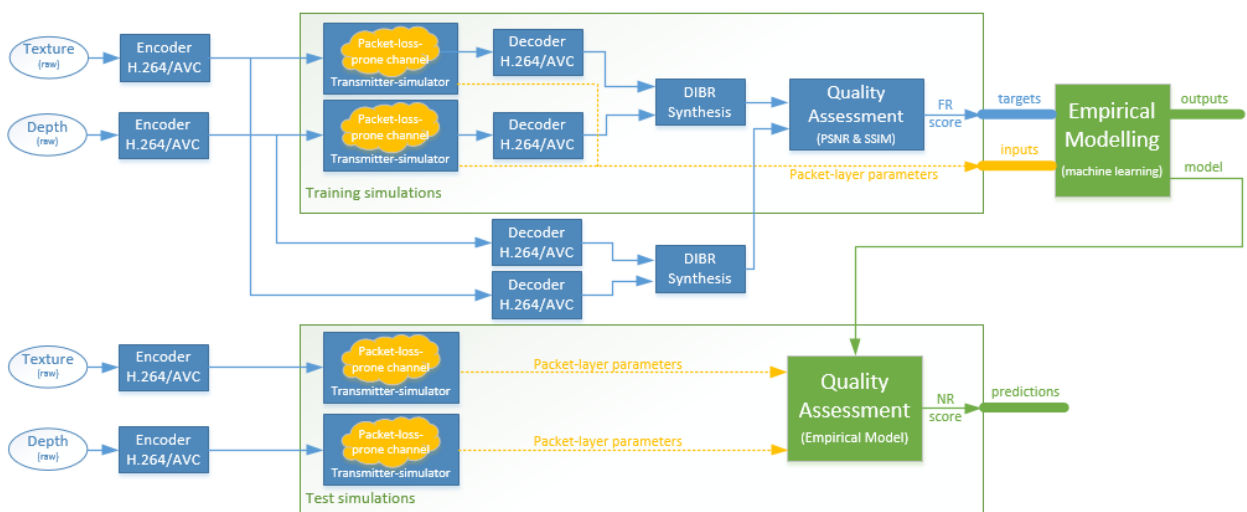 Texture
(raw)
Encoder
H.264/AVC
Packet-loss-
prone channel
Transmitter-simulator
Decoder
H.264/AVC
Depth
(raw)
Encoder
H.264/AVC
Packet-loss-
prone channel
Transmitter-simulator
Decoder
H.264/AVC
DIBR
Synthesis
Quality
Assessment
(PSNR & SSIM)
FR
score
targets
inputs
Empirical
Modelling
(machine learning)
outputs
model
Packet-layer parameters
Training simulations
Decoder
H.264/AVC
Decoder
H.264/AVC
DIBR
Synthesis
Texture
(raw)
Encoder
H.264/AVC
Packet-loss-
prone channel
Transmitter-simulator
Packet-layer parameters
Depth
(raw)
Encoder
H.264/AVC
Packet-loss-
prone channel
Transmitter-simulator
Packet-layer parameters
Quality
Assessment
(Empirical Model)
NR
score
predictions
Test simulations